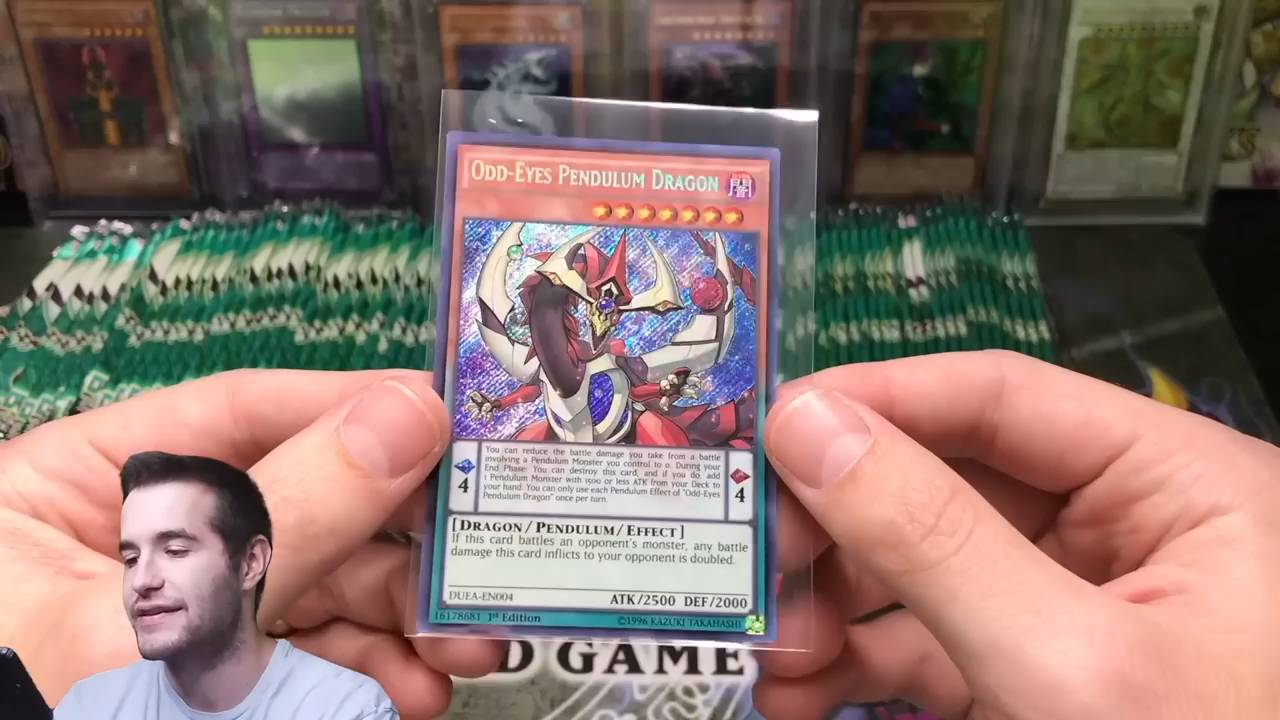 ODD-EYES PENDULUM DRAGON
DARK
闇
You can reduce the battle damage you take from a battle
involving a Pendulum Monster you control to 0. During your
End Phase: You can destroy this card, and if you do, add
1 Pendulum Monster with 1500 or less ATK from your Deck to
your hand. You can only use each Pendulum Effect of "Odd-Eyes
Pendulum Dragon" once per turn.
4
4
[DRAGON/PENDULUM/EFFECT]
If this card battles an opponent's monster, any battle
damage this card inflicts to your opponent is doubled.
DUEA-EN004
ATK/2500 DEF/2000
16178681 1st Edition
©1996 KAZUKI TAKAHASHI
D GAME